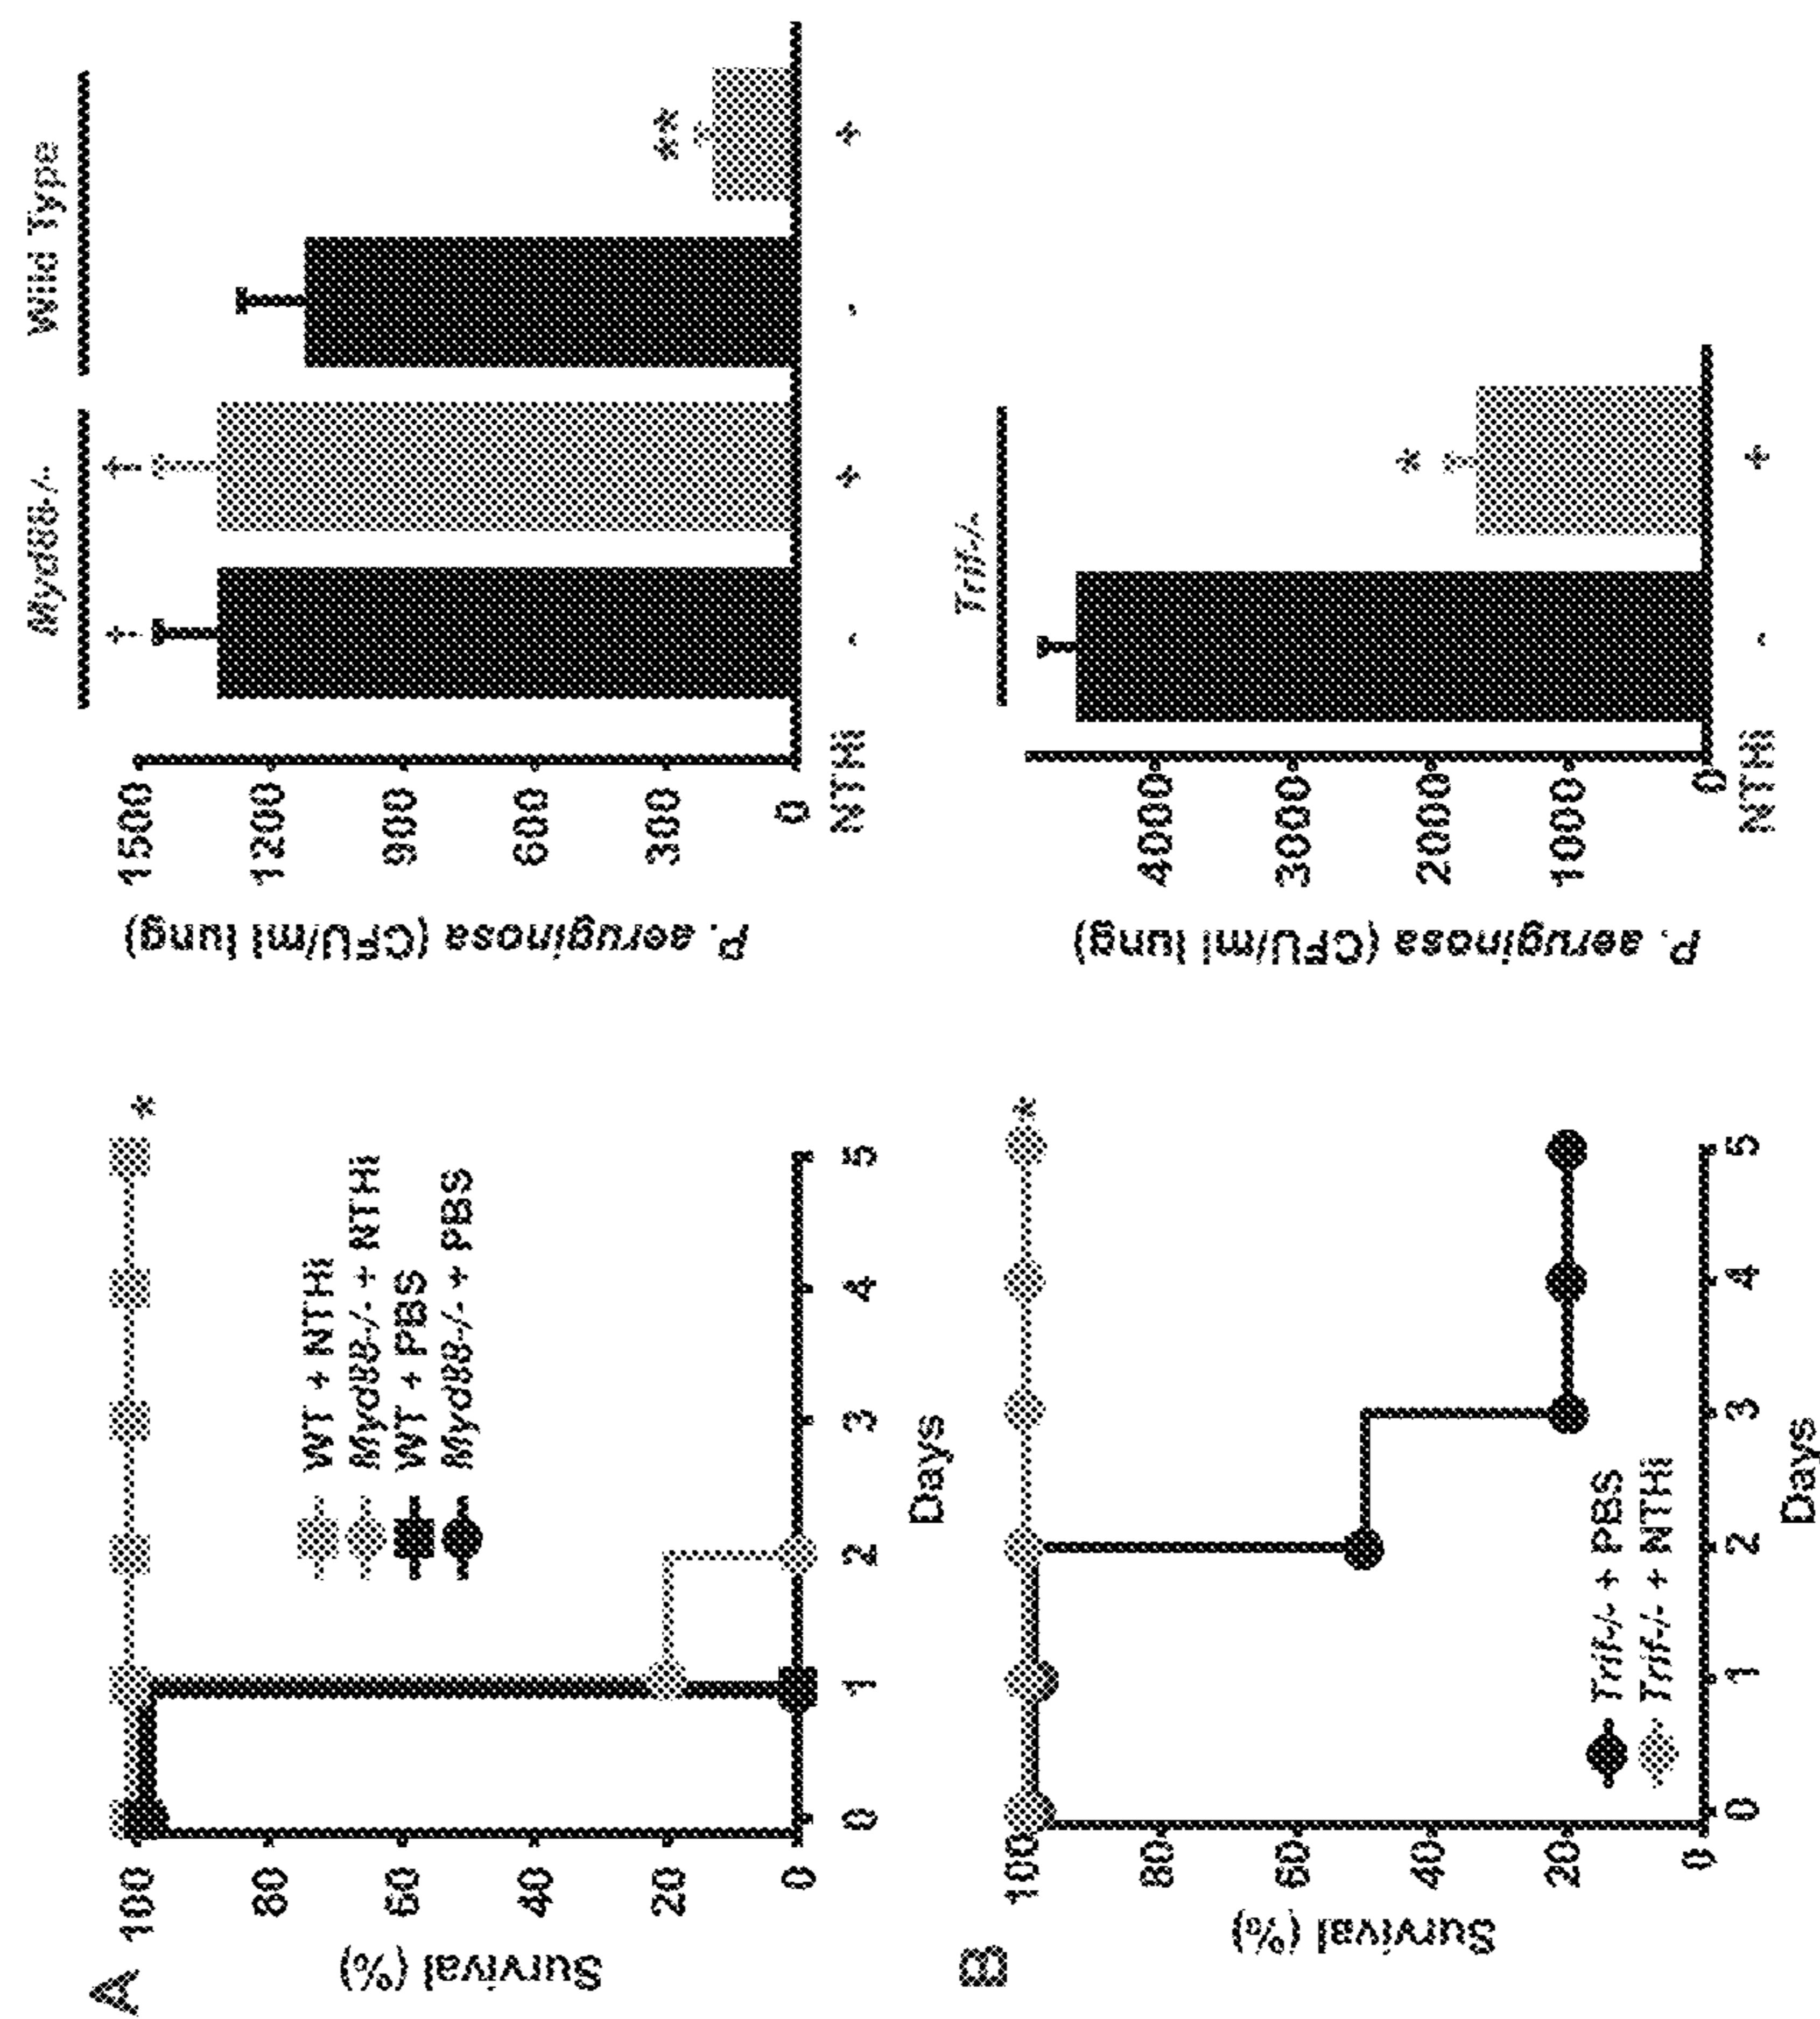 A
Survival (%)
100
80
60
40
20
0
0 1 2 3 4 5
Days
WT + NTHi
Myd88-/- + NTHi
WT + PBS
Myd88-/- + PBS
*
P. aeruginosa (CFU/ml lung)
1500
1200
900
600
300
0
Myd88-/- Wild Type
† † **
NTHi - + - +
B
Survival (%)
100
80
60
40
20
0
0 1 2 3 4 5
Days
Trif-/- + PBS
Trif-/- + NTHi
*
P. aeruginosa (CFU/ml lung)
4000
3000
2000
1000
0
Trif-/-
*
NTHi - +